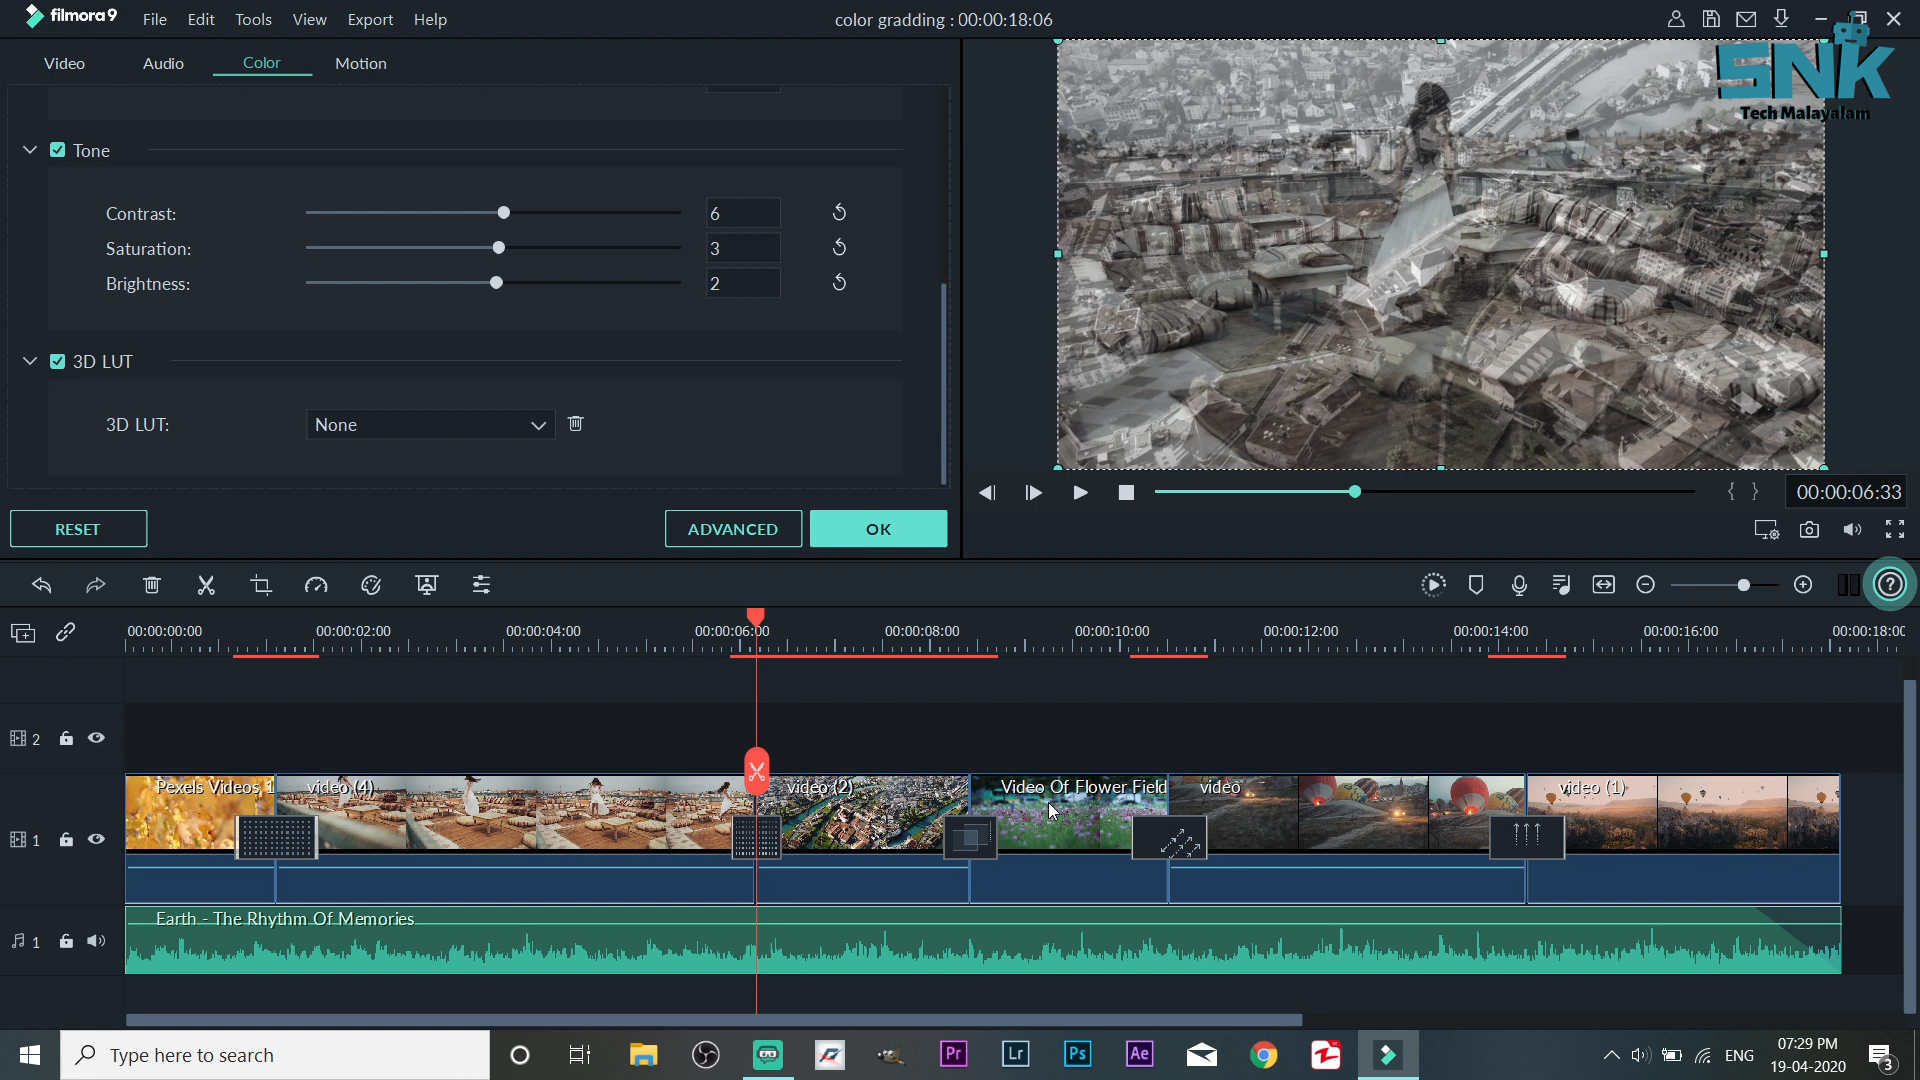 filmora9 File Edit Tools View Export Help color gradding : 00:00:18:06
Video Audio Color Motion
SNK
Tech Malayalam
Tone
Contrast: 6
Saturation: 3
Brightness: 2
3D LUT
3D LUT: None
RESET ADVANCED OK
00:00:06:33
00:00:00:00 00:00:02:00 00:00:04:00 00:00:06:00 00:00:08:00 00:00:10:00 00:00:12:00 00:00:14:00 00:00:16:00 00:00:18:00
2
Pexels Videos 1 video (4) video (2) Video Of Flower Field video video (1)
1
Earth - The Rhythm Of Memories
1
Type here to search
Pr Lr Ps Ae
ENG
07:29 PM
19-04-2020
3